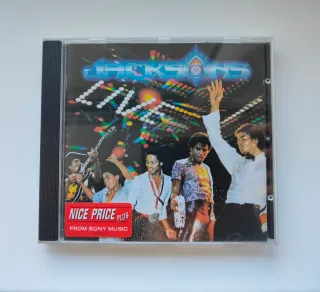 JACKSONS
LIVE
NICE PRICE PLUS
FROM SONY MUSIC